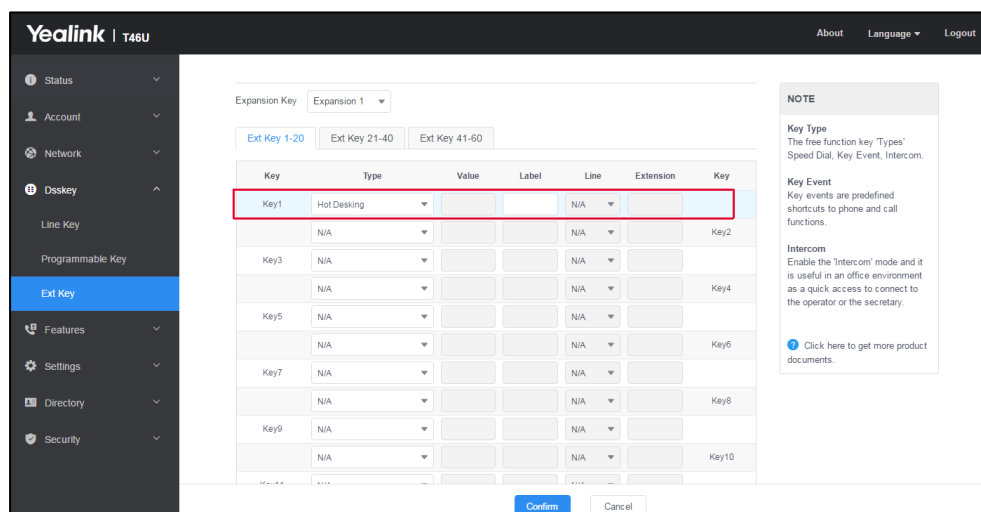 Yealink | T46U
About Language Logout
Status
Account
Network
Dsskey
Line Key
Programmable Key
Ext Key
Features
Settings
Directory
Security
Expansion Key Expansion 1
Ext Key 1-20 Ext Key 21-40 Ext Key 41-60
Key Type Value Label Line Extension Key
Key1 Hot Desking N/A
N/A N/A Key2
Key3 N/A N/A
N/A N/A Key4
Key5 N/A N/A
N/A N/A Key6
Key7 N/A N/A
N/A N/A Key8
Key9 N/A N/A
N/A N/A Key10
Confirm Cancel
NOTE
Key Type
The free function key 'Types'
Speed Dial, Key Event, Intercom.
Key Event
Key events are predefined
shortcuts to phone and call
functions.
Intercom
Enable the 'Intercom' mode and it
is useful in an office environment
as a quick access to connect to
the operator or the secretary.
Click here to get more product
documents.